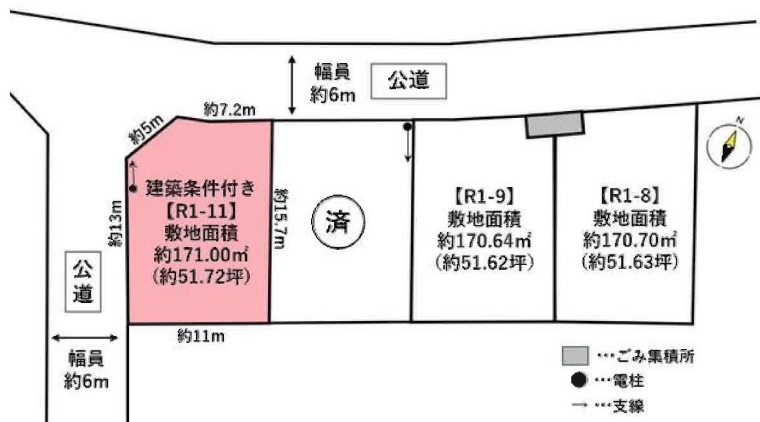 幅員
約6m
公道
約7.2m
約5m
N
建築条件付き
【R1-11】
敷地面積
約171.00㎡
(約51.72坪)
約13m
約15.7m
約11m
済
【R1-9】
敷地面積
約170.64㎡
(約51.62坪)
【R1-8】
敷地面積
約170.70㎡
(約51.63坪)
公道
幅員
約6m
…ごみ集積所
…電柱
→ …支線